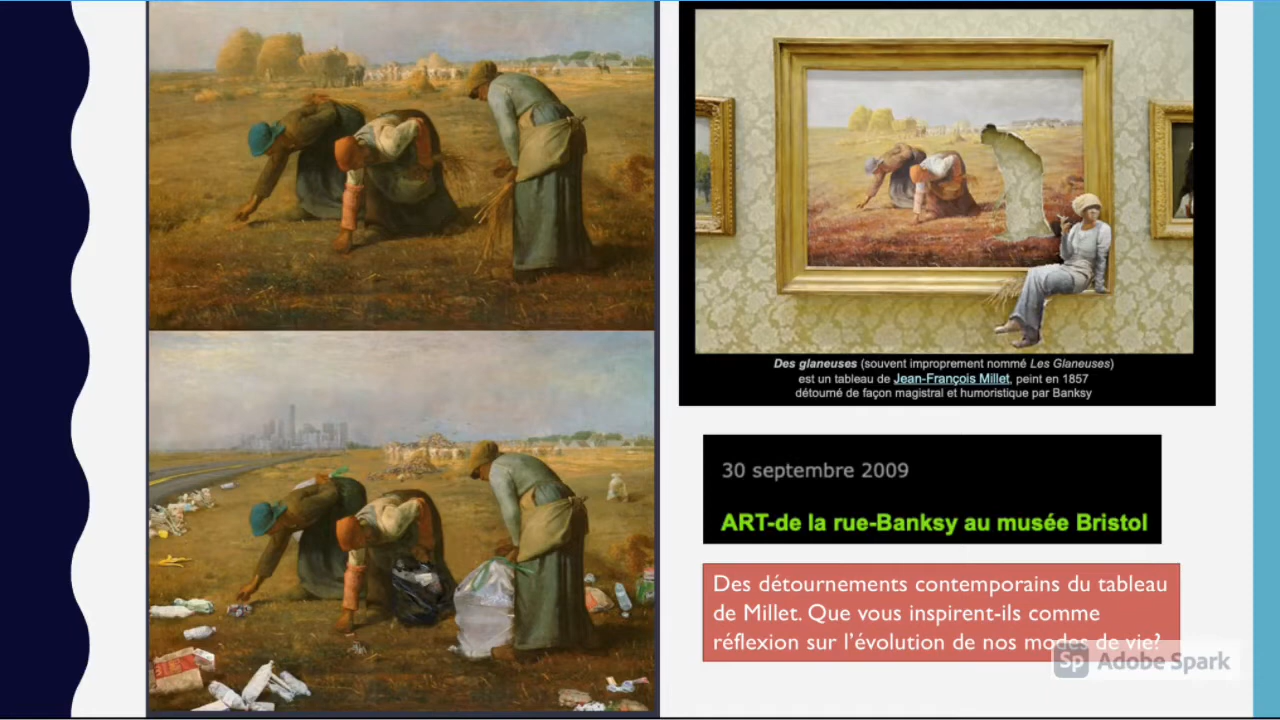 Des glaneuses (souvent improprement nommé Les Glaneuses)
est un tableau de Jean-François Millet, peint en 1857
détourné de façon magistral et humoristique par Banksy
30 septembre 2009
ART-de la rue-Banksy au musée Bristol
Des détournements contemporains du tableau
de Millet. Que vous inspirent-ils comme
réflexion sur l'évolution de nos modes de vie?
Sp Adobe Spark